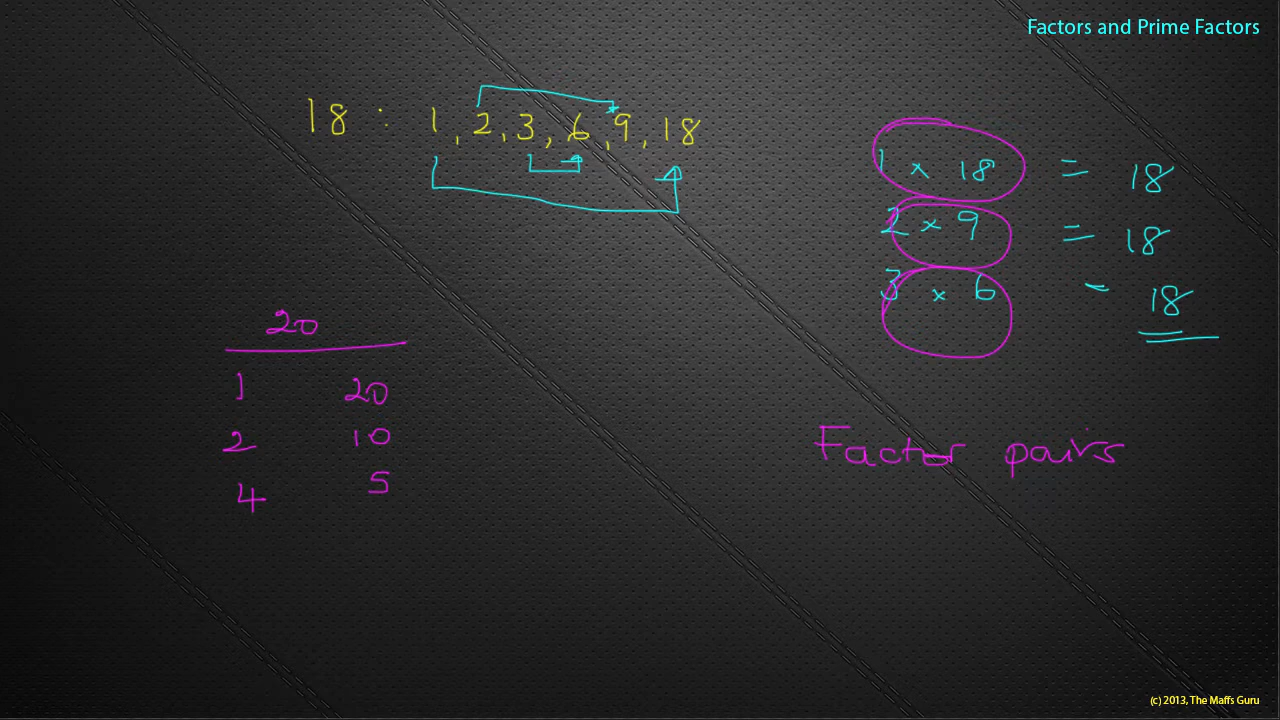 Factors and Prime Factors
18 : 1, 2, 3, 6, 9, 18
1 x 18 = 18
2 x 9 = 18
3 x 6 - 18
20
1 20
2 10
4 5
Factor pairs
(c) 2013, The Maffs Guru